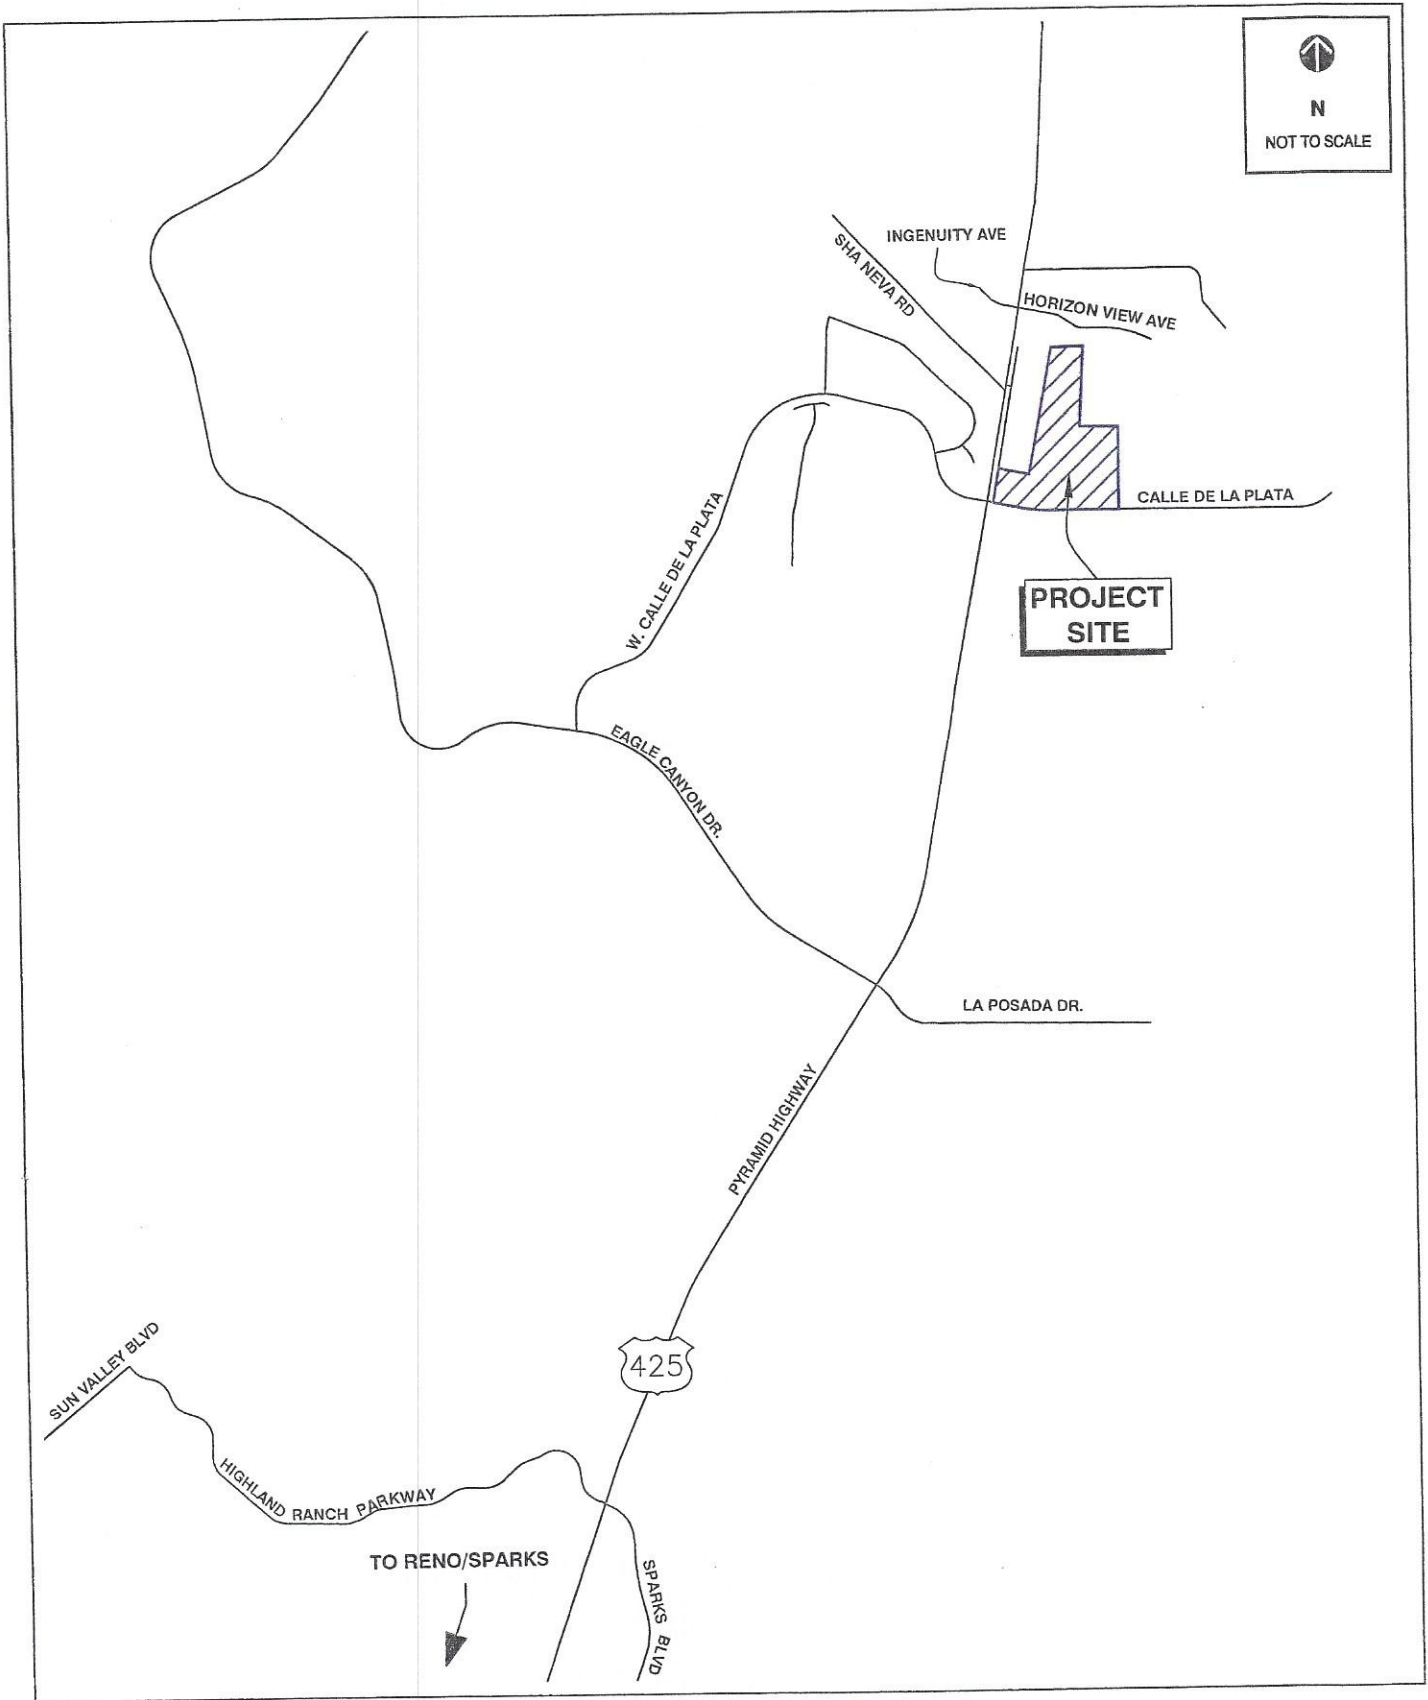 N
NOT TO SCALE
INGENUITY AVE
SHA NEVA RD
HORIZON VIEW AVE
CALLE DE LA PLATA
W. CALLE DE LA PLATA
PROJECT
SITE
EAGLE CANYON DR.
LA POSADA DR.
PYRAMID HIGHWAY
425
SUN VALLEY BLVD
HIGHLAND RANCH PARKWAY
TO RENO/SPARKS
SPARKS BLVD